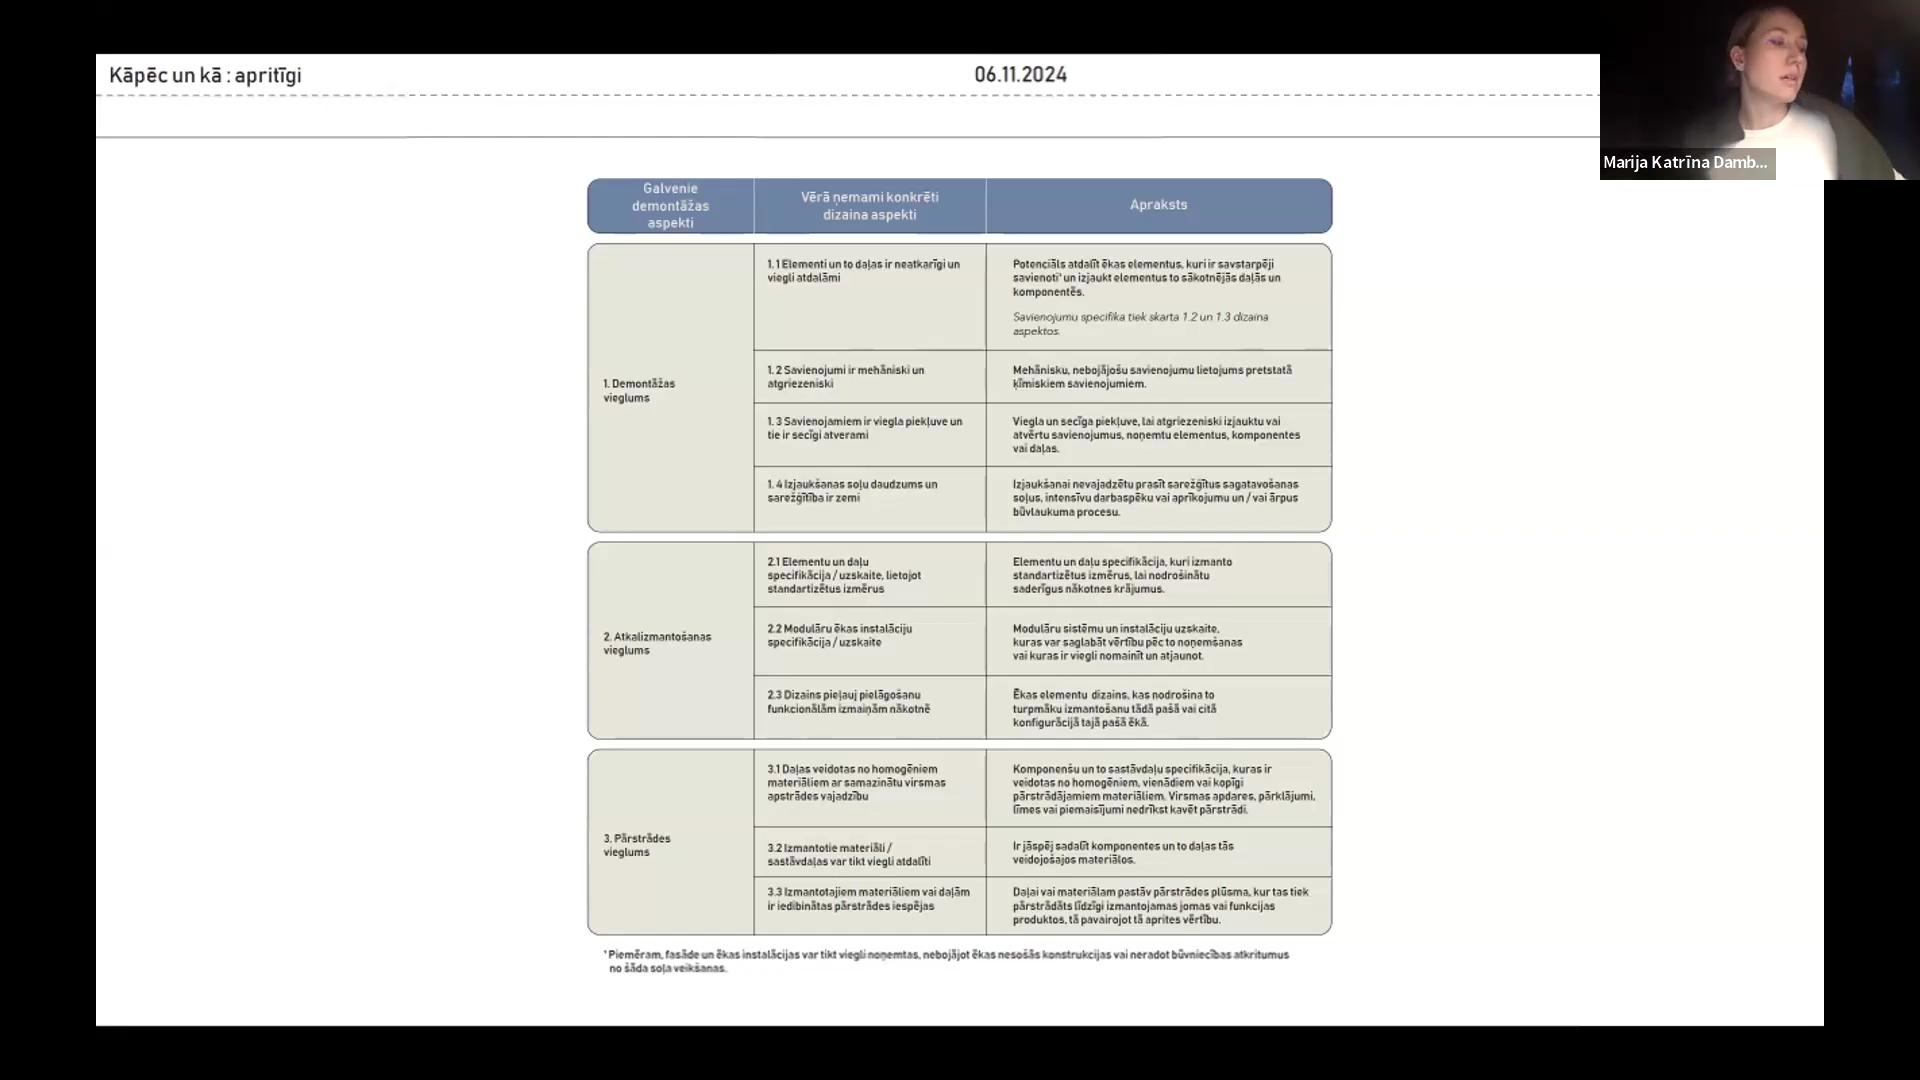 Kāpēc un kā : apritīgi
06.11.2024
Marija Katrīna Damb...
Galvenie
demontāžas
aspekti
Vērā ņemami konkrēti
dizaina aspekti
Apraksts
1. Demontāžas
vieglums
1. 1 Elementi un to daļas ir neatkarīgi un
viegli atdalāmi
Potenciāls atdalīt ēkas elementus, kuri ir savstarpēji
savienoti* un izjaukt elementus to sākotnējās daļās un
komponentēs.
Savienojumu specifika tiek skarta 1.2 un 1.3 dizaina
aspektos.
1. 2 Savienojumi ir mehāniski un
atgriezeniski
Mehānisku, nebojājošu savienojumu lietojums pretstatā
ķīmiskiem savienojumiem.
1. 3 Savienojamiem ir viegla piekļuve un
tie ir secīgi atverami
Viegla un secīga piekļuve, lai atgriezeniski izjauktu vai
atvērtu savienojumus, noņemtu elementus, komponentes
vai daļas.
1. 4 Izjaukšanas soļu daudzums un
sarežģītība ir zemi
Izjaukšanai nevajadzētu prasīt sarežģītus sagatavošanas
soļus, intensīvu darbaspēku vai aprīkojumu un / vai ārpus
būvlaukuma procesu.
2. Atkalizmantošanas
vieglums
2.1 Elementu un daļu
specifikācija / uzskaite, lietojot
standartizētus izmērus
Elementu un daļu specifikācija, kuri izmanto
standartizētus izmērus, lai nodrošinātu
saderīgus nākotnes krājumus.
2.2 Modulāru ēkas instalāciju
specifikācija / uzskaite
Modulāru sistēmu un instalāciju uzskaite,
kuras var saglabāt vērtību pēc to noņemšanas
vai kuras ir viegli nomainīt un atjaunot.
2.3 Dizains pieļauj pielāgošanu
funkcionālām izmaiņām nākotnē
Ēkas elementu dizains, kas nodrošina to
turpmāku izmantošanu tādā pašā vai citā
konfigurācijā tajā pašā ēkā.
3. Pārstrādes
vieglums
3.1 Daļas veidotas no homogēniem
materiāliem ar samazinātu virsmas
apstrādes vajadzību
Komponenšu un to sastāvdaļu specifikācija, kuras ir
veidotas no homogēniem, vienādiem vai kopīgi
pārstrādājamiem materiāliem. Virsmas apdares, pārklājumi,
līmes vai piemaisījumi nedrīkst kavēt pārstrādi.
3.2 Izmantotie materiāli /
sastāvdaļas var tikt viegli atdalīti
Ir jāspēj sadalīt komponentes un to daļas tās
veidojošajos materiālos.
3.3 Izmantotajiem materiāliem vai daļām
ir iedibinātas pārstrādes iespējas
Daļai vai materiālam pastāv pārstrādes plūsma, kur tas tiek
pārstrādāts līdzīgi izmantojamas jomas vai funkcijas
produktos, tā pavairojot tā aprites vērtību.
* Piemēram, fasāde un ēkas instalācijas var tikt viegli noņemtas, nebojājot ēkas nesošās konstrukcijas vai neradot būvniecības atkritumus
no šāda soļa veikšanas.